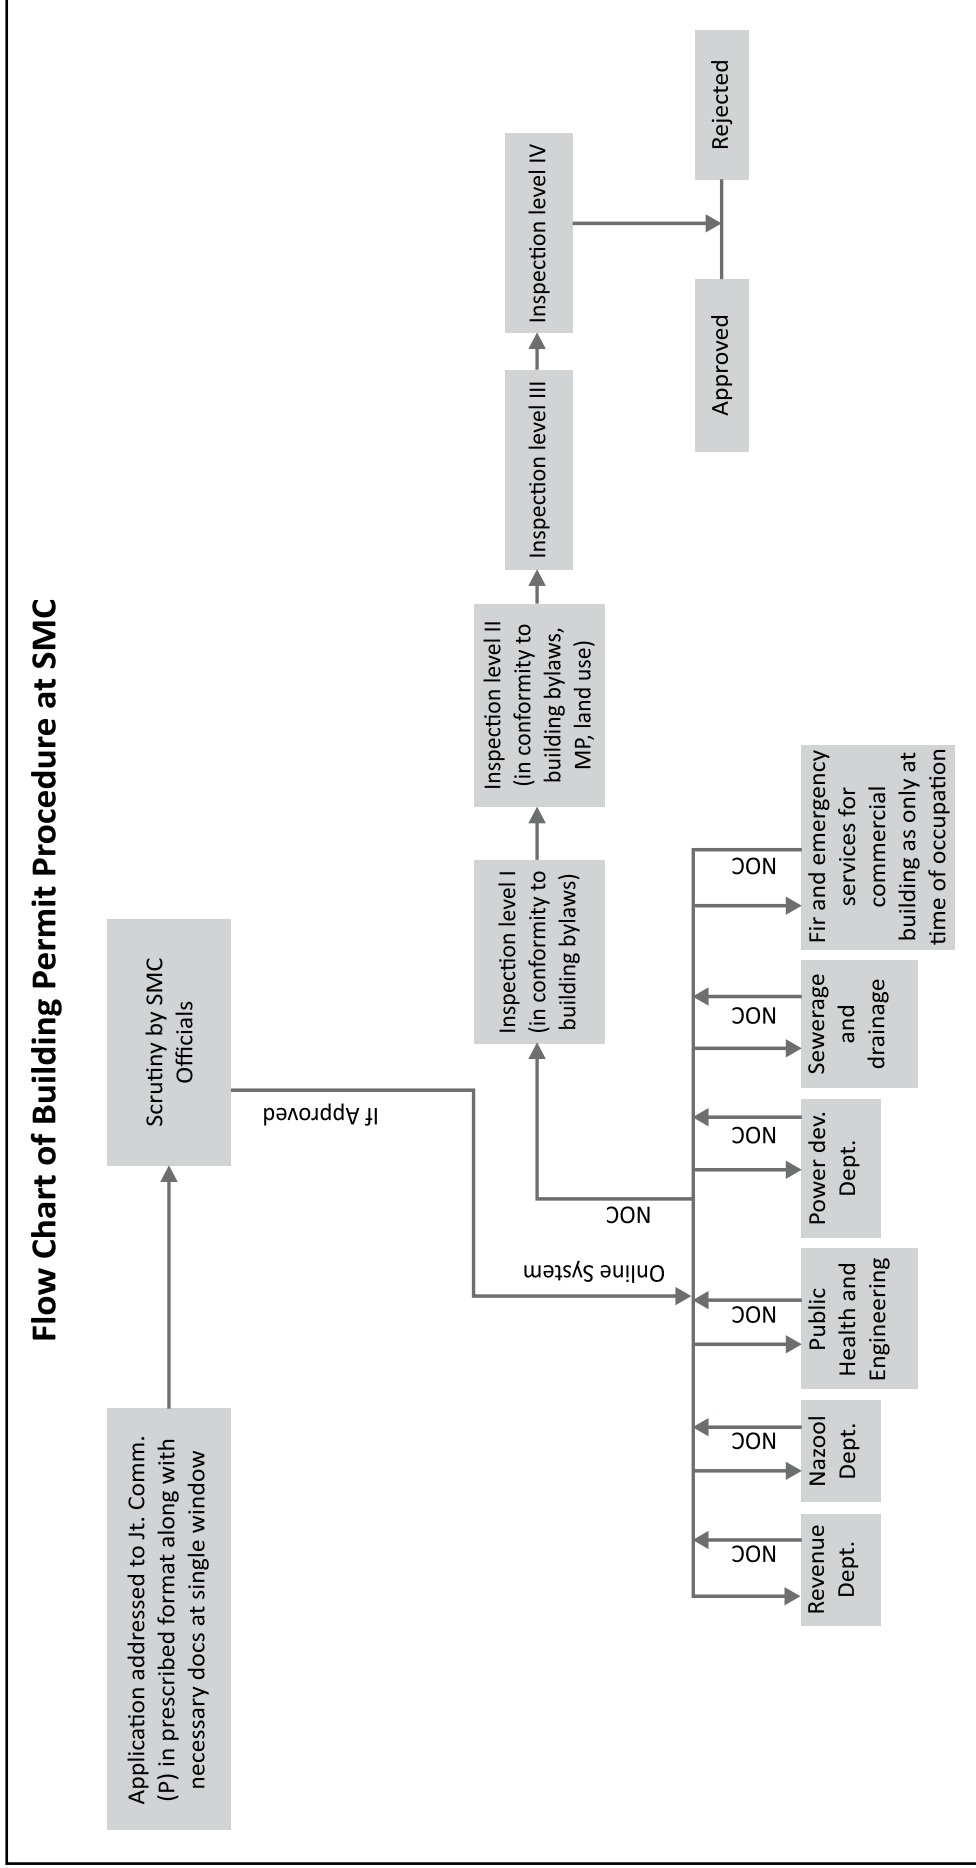 Flow Chart of Building Permit Procedure at SMC
Application addressed to Jt. Comm.
(P) in prescribed format along with
necessary docs at single window
Scrutiny by SMC
Officials
If Approved
Online System
NOC
Inspection level I
(in conformity to
building bylaws)
Inspection level II
(in conformity to
building bylaws,
MP, land use)
Inspection level III
Inspection level IV
Approved
Rejected
NOC
NOC
NOC
NOC
NOC
NOC
Revenue
Dept.
Nazool
Dept.
Public
Health and
Engineering
Power dev.
Dept.
Sewerage
and
drainage
Fir and emergency
services for
commercial
building as only at
time of occupation